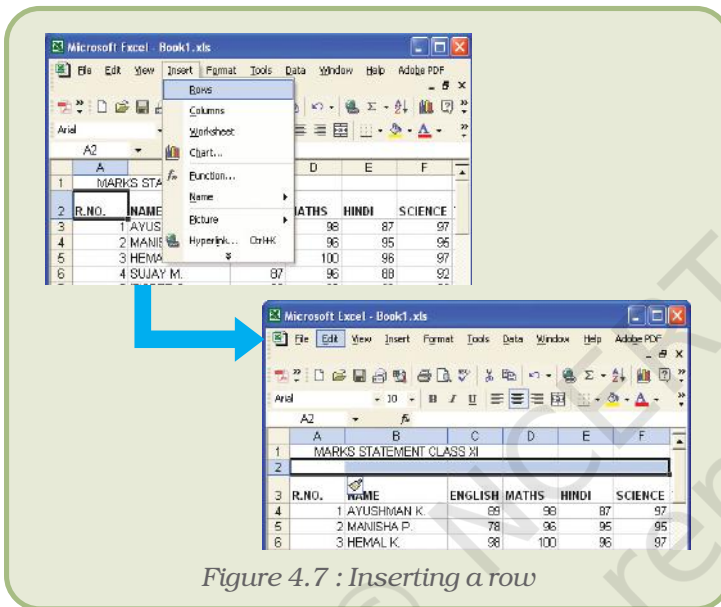 Microsoft Excel - Book1.xls
File Edit View Insert Format Tools Data Window Help Adobe PDF
Rows
Columns
Worksheet
Chart...
Function...
Name
Picture
Hyperlink... Ctrl+K
Arial
A2
A D E F
1 MARKS STA
2 R.NO. NAME MATHS HINDI SCIENCE
3 1 AYUS 98 87 97
4 2 MANIS 96 95 95
5 3 HEMA 100 96 97
6 4 SUJAY M. 87 96 88 92
Microsoft Excel - Book1.xls
File Edit View Insert Format Tools Data Window Help Adobe PDF
Arial 10 B I U
A2 fx
A B C D E F
1 MARKS STATEMENT CLASS XI
2
3 R.NO. NAME ENGLISH MATHS HINDI SCIENCE
4 1 AYUSHMAN K. 89 98 87 97
5 2 MANISHA P. 78 96 95 95
6 3 HEMAL K. 98 100 96 97
Figure 4.7 : Inserting a row
© NCERT